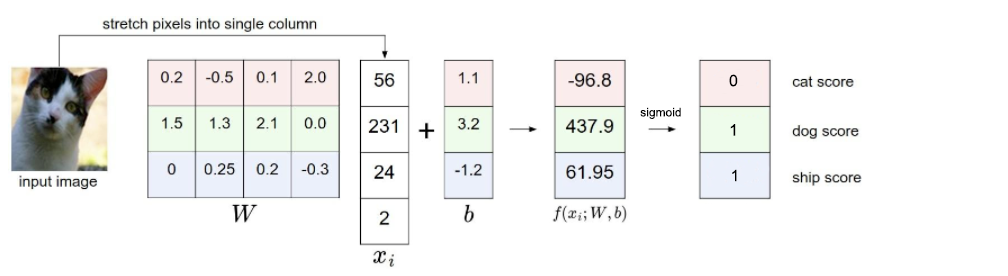 stretch pixels into single column
0.2 -0.5 0.1 2.0 56 1.1 -96.8 0 cat score
sigmoid
1.5 1.3 2.1 0.0 231 + 3.2 437.9 1 dog score
0 0.25 0.2 -0.3 24 -1.2 61.95 1 ship score
input image
2
W b f(xᵢ; W, b)
xᵢ